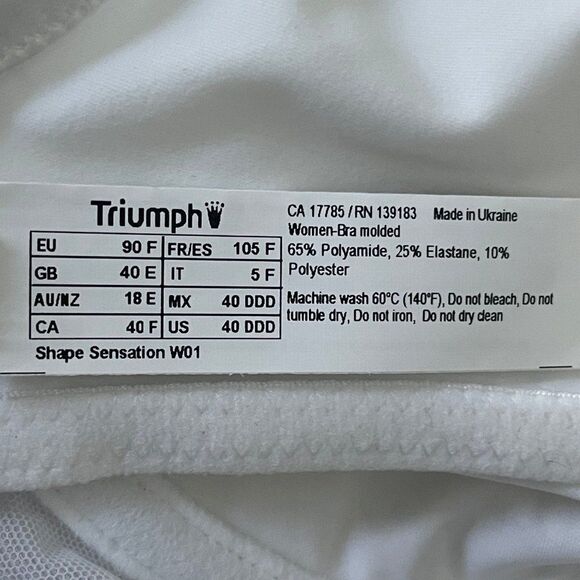 Triumph
EU 90 F FR/ES 105 F
GB 40 E IT 5 F
AU/NZ 18 E MX 40 DDD
CA 40 F US 40 DDD
Shape Sensation W01
CA 17785 / RN 139183 Made in Ukraine
Women-Bra molded
65% Polyamide, 25% Elastane, 10%
Polyester
Machine wash 60°C (140°F), Do not bleach, Do not
tumble dry, Do not iron, Do not dry clean